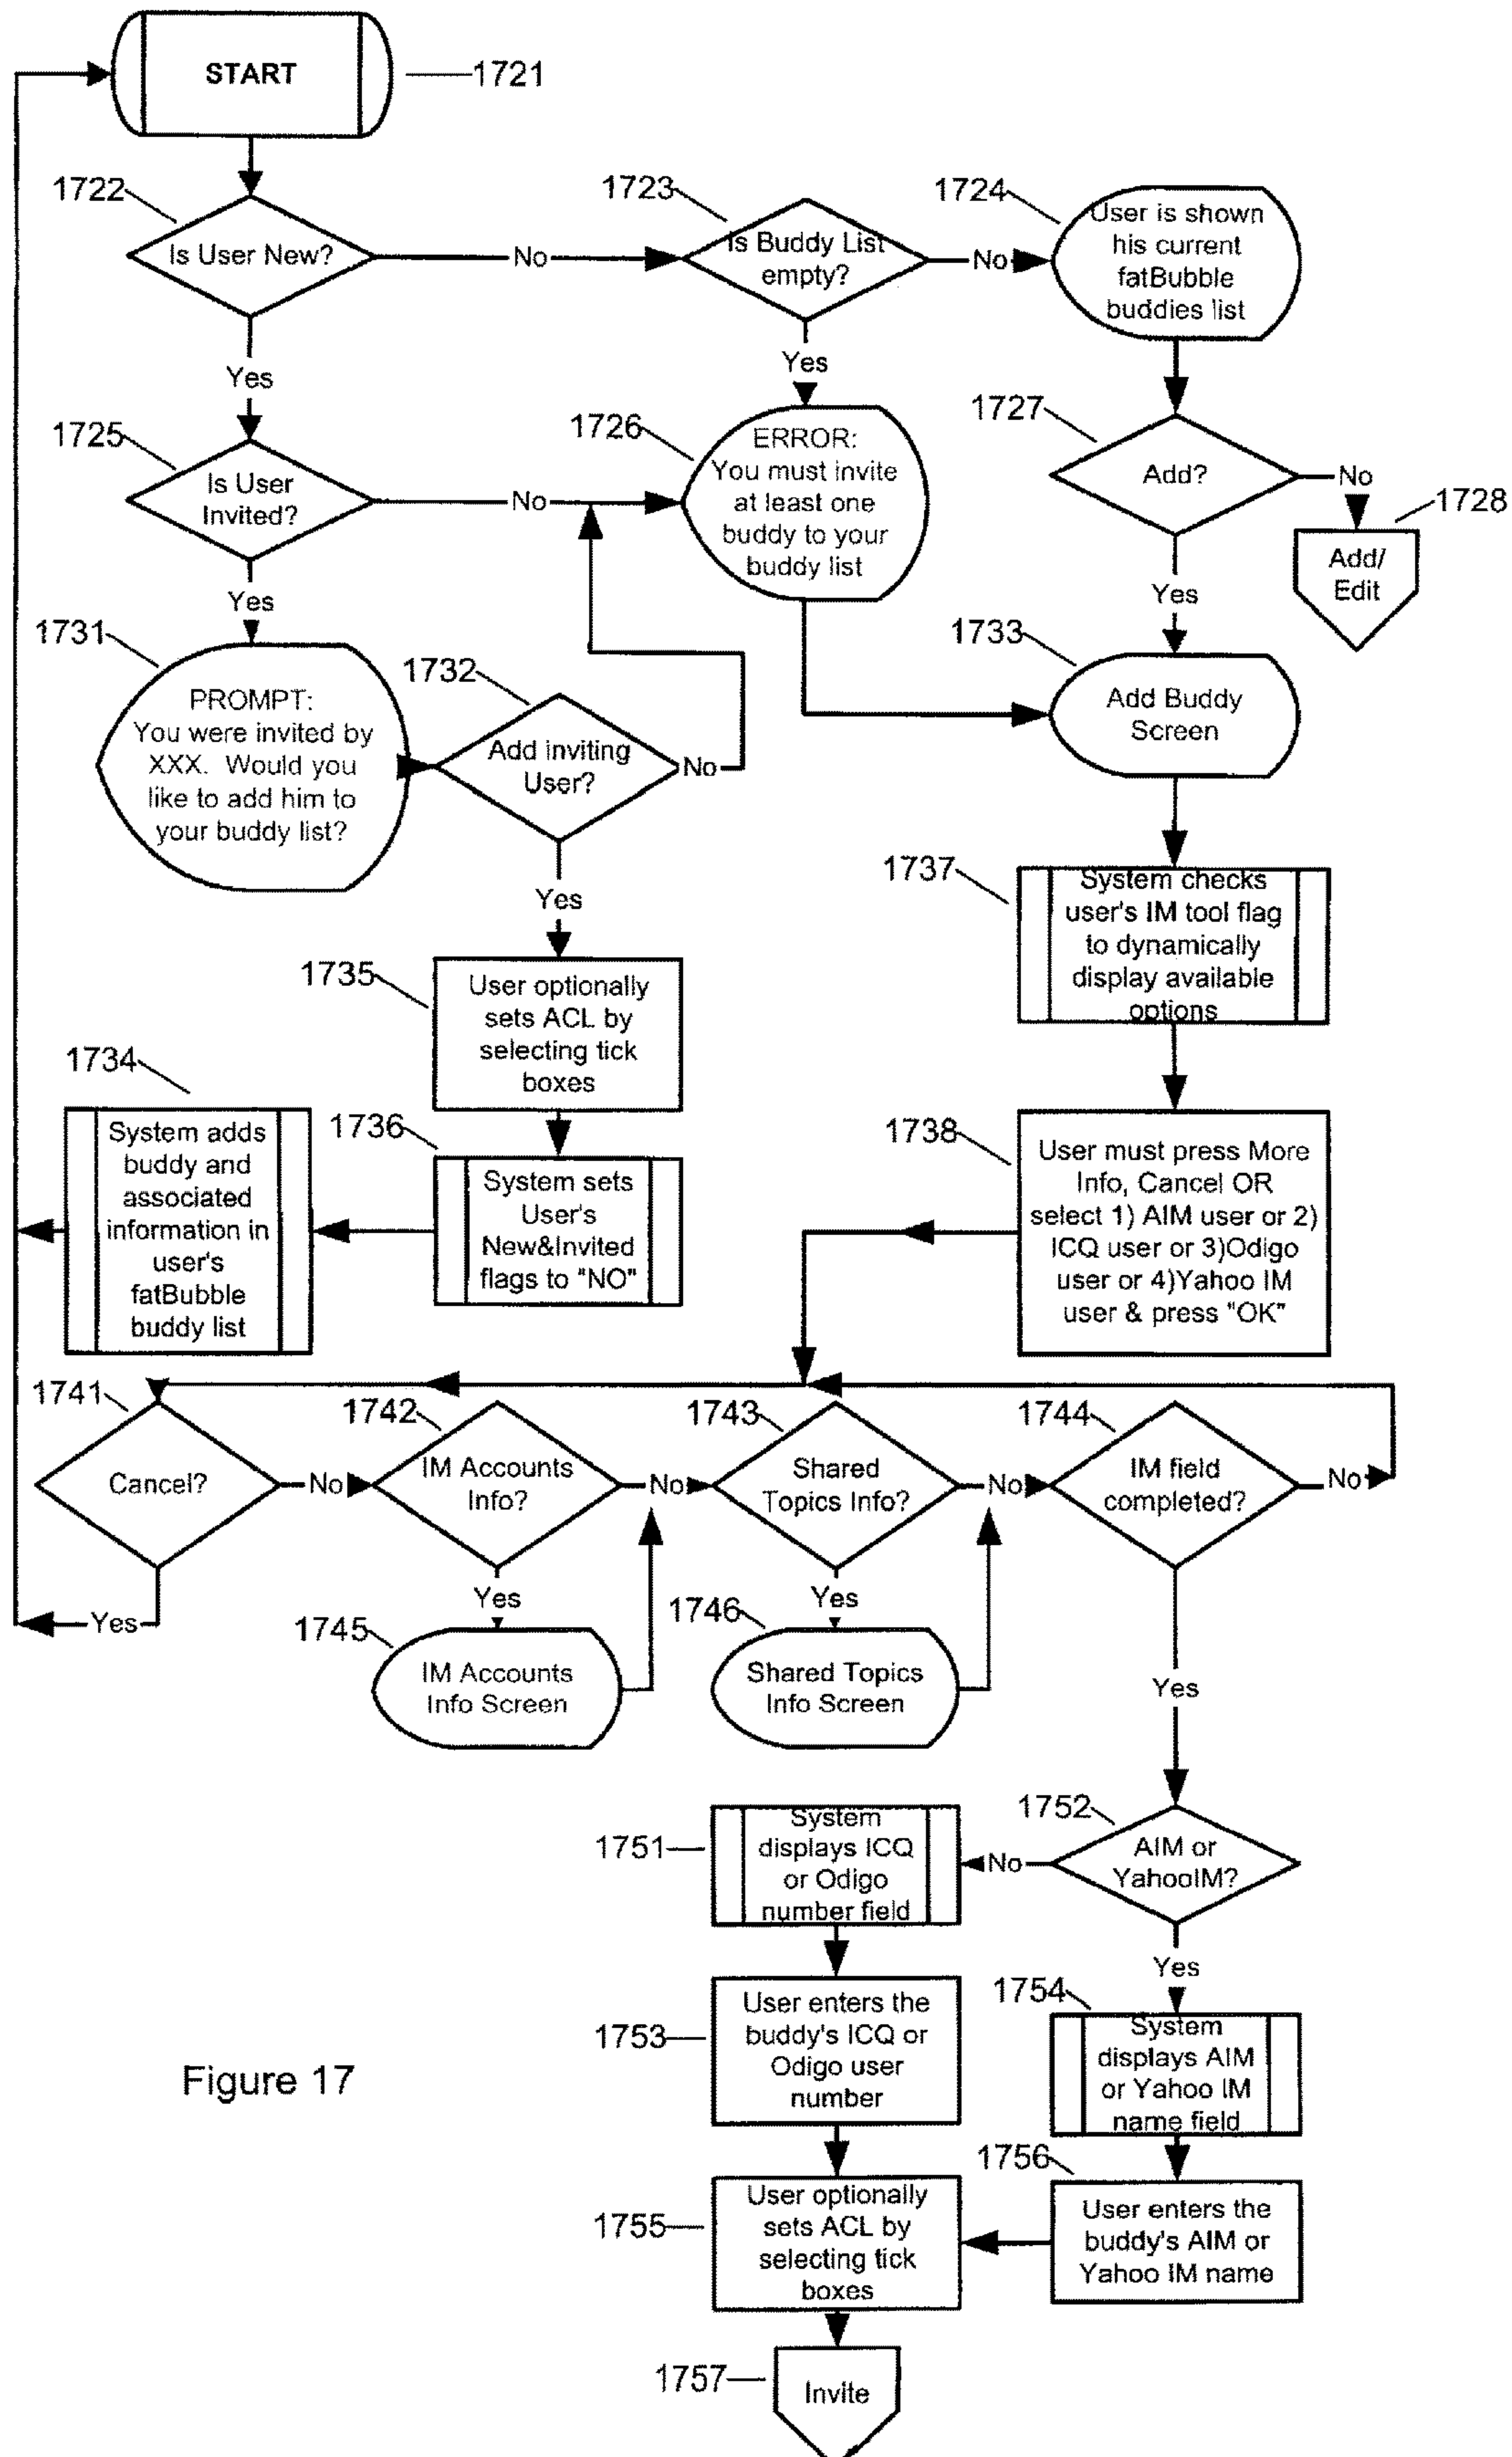 START
1721
1722
Is User New?
No
1723
Is Buddy List
empty?
No
1724
User is shown
his current
fatBubble
buddies list
Yes
Yes
1725
Is User
Invited?
No
1726
ERROR:
You must invite
at least one
buddy to your
buddy list
1727
Add?
No
1728
Add/
Edit
Yes
Yes
1731
PROMPT:
You were invited by
XXX. Would you
like to add him to
your buddy list?
1732
Add inviting
User?
No
1733
Add Buddy
Screen
Yes
1737
System checks
user's IM tool flag
to dynamically
display available
options
1735
User optionally
sets ACL by
selecting tick
boxes
1734
System adds
buddy and
associated
information in
user's
fatBubble
buddy list
1736
System sets
User's
New&Invited
flags to "NO"
1738
User must press More
Info, Cancel OR
select 1) AIM user or 2)
ICQ user or 3)Odigo
user or 4)Yahoo IM
user & press "OK"
1741
Cancel?
No
1742
IM Accounts
Info?
No
1743
Shared
Topics Info?
No
1744
IM field
completed?
No
Yes
Yes
Yes
1745
IM Accounts
Info Screen
1746
Shared Topics
Info Screen
Yes
1751
System
displays ICQ
or Odigo
number field
No
1752
AIM or
YahooIM?
Yes
1753
User enters the
buddy's ICQ or
Odigo user
number
1754
System
displays AIM
or Yahoo IM
name field
Figure 17
1755
User optionally
sets ACL by
selecting tick
boxes
1756
User enters the
buddy's AIM or
Yahoo IM name
1757
Invite